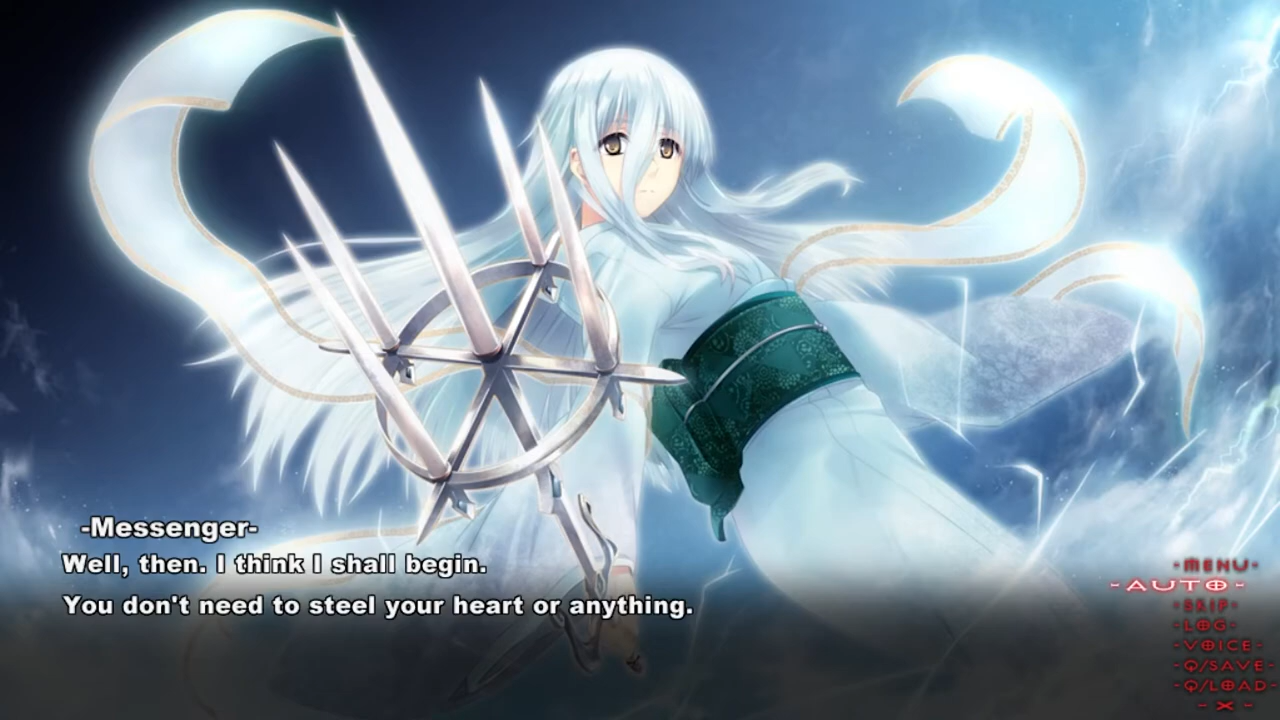 -Messenger-
Well, then. I think I shall begin.
You don't need to steel your heart or anything.
-MENU-
-AUTO-
-SKIP-
-LOG-
-VOICE-
-Q/SAVE-
-Q/LOAD-
-X-